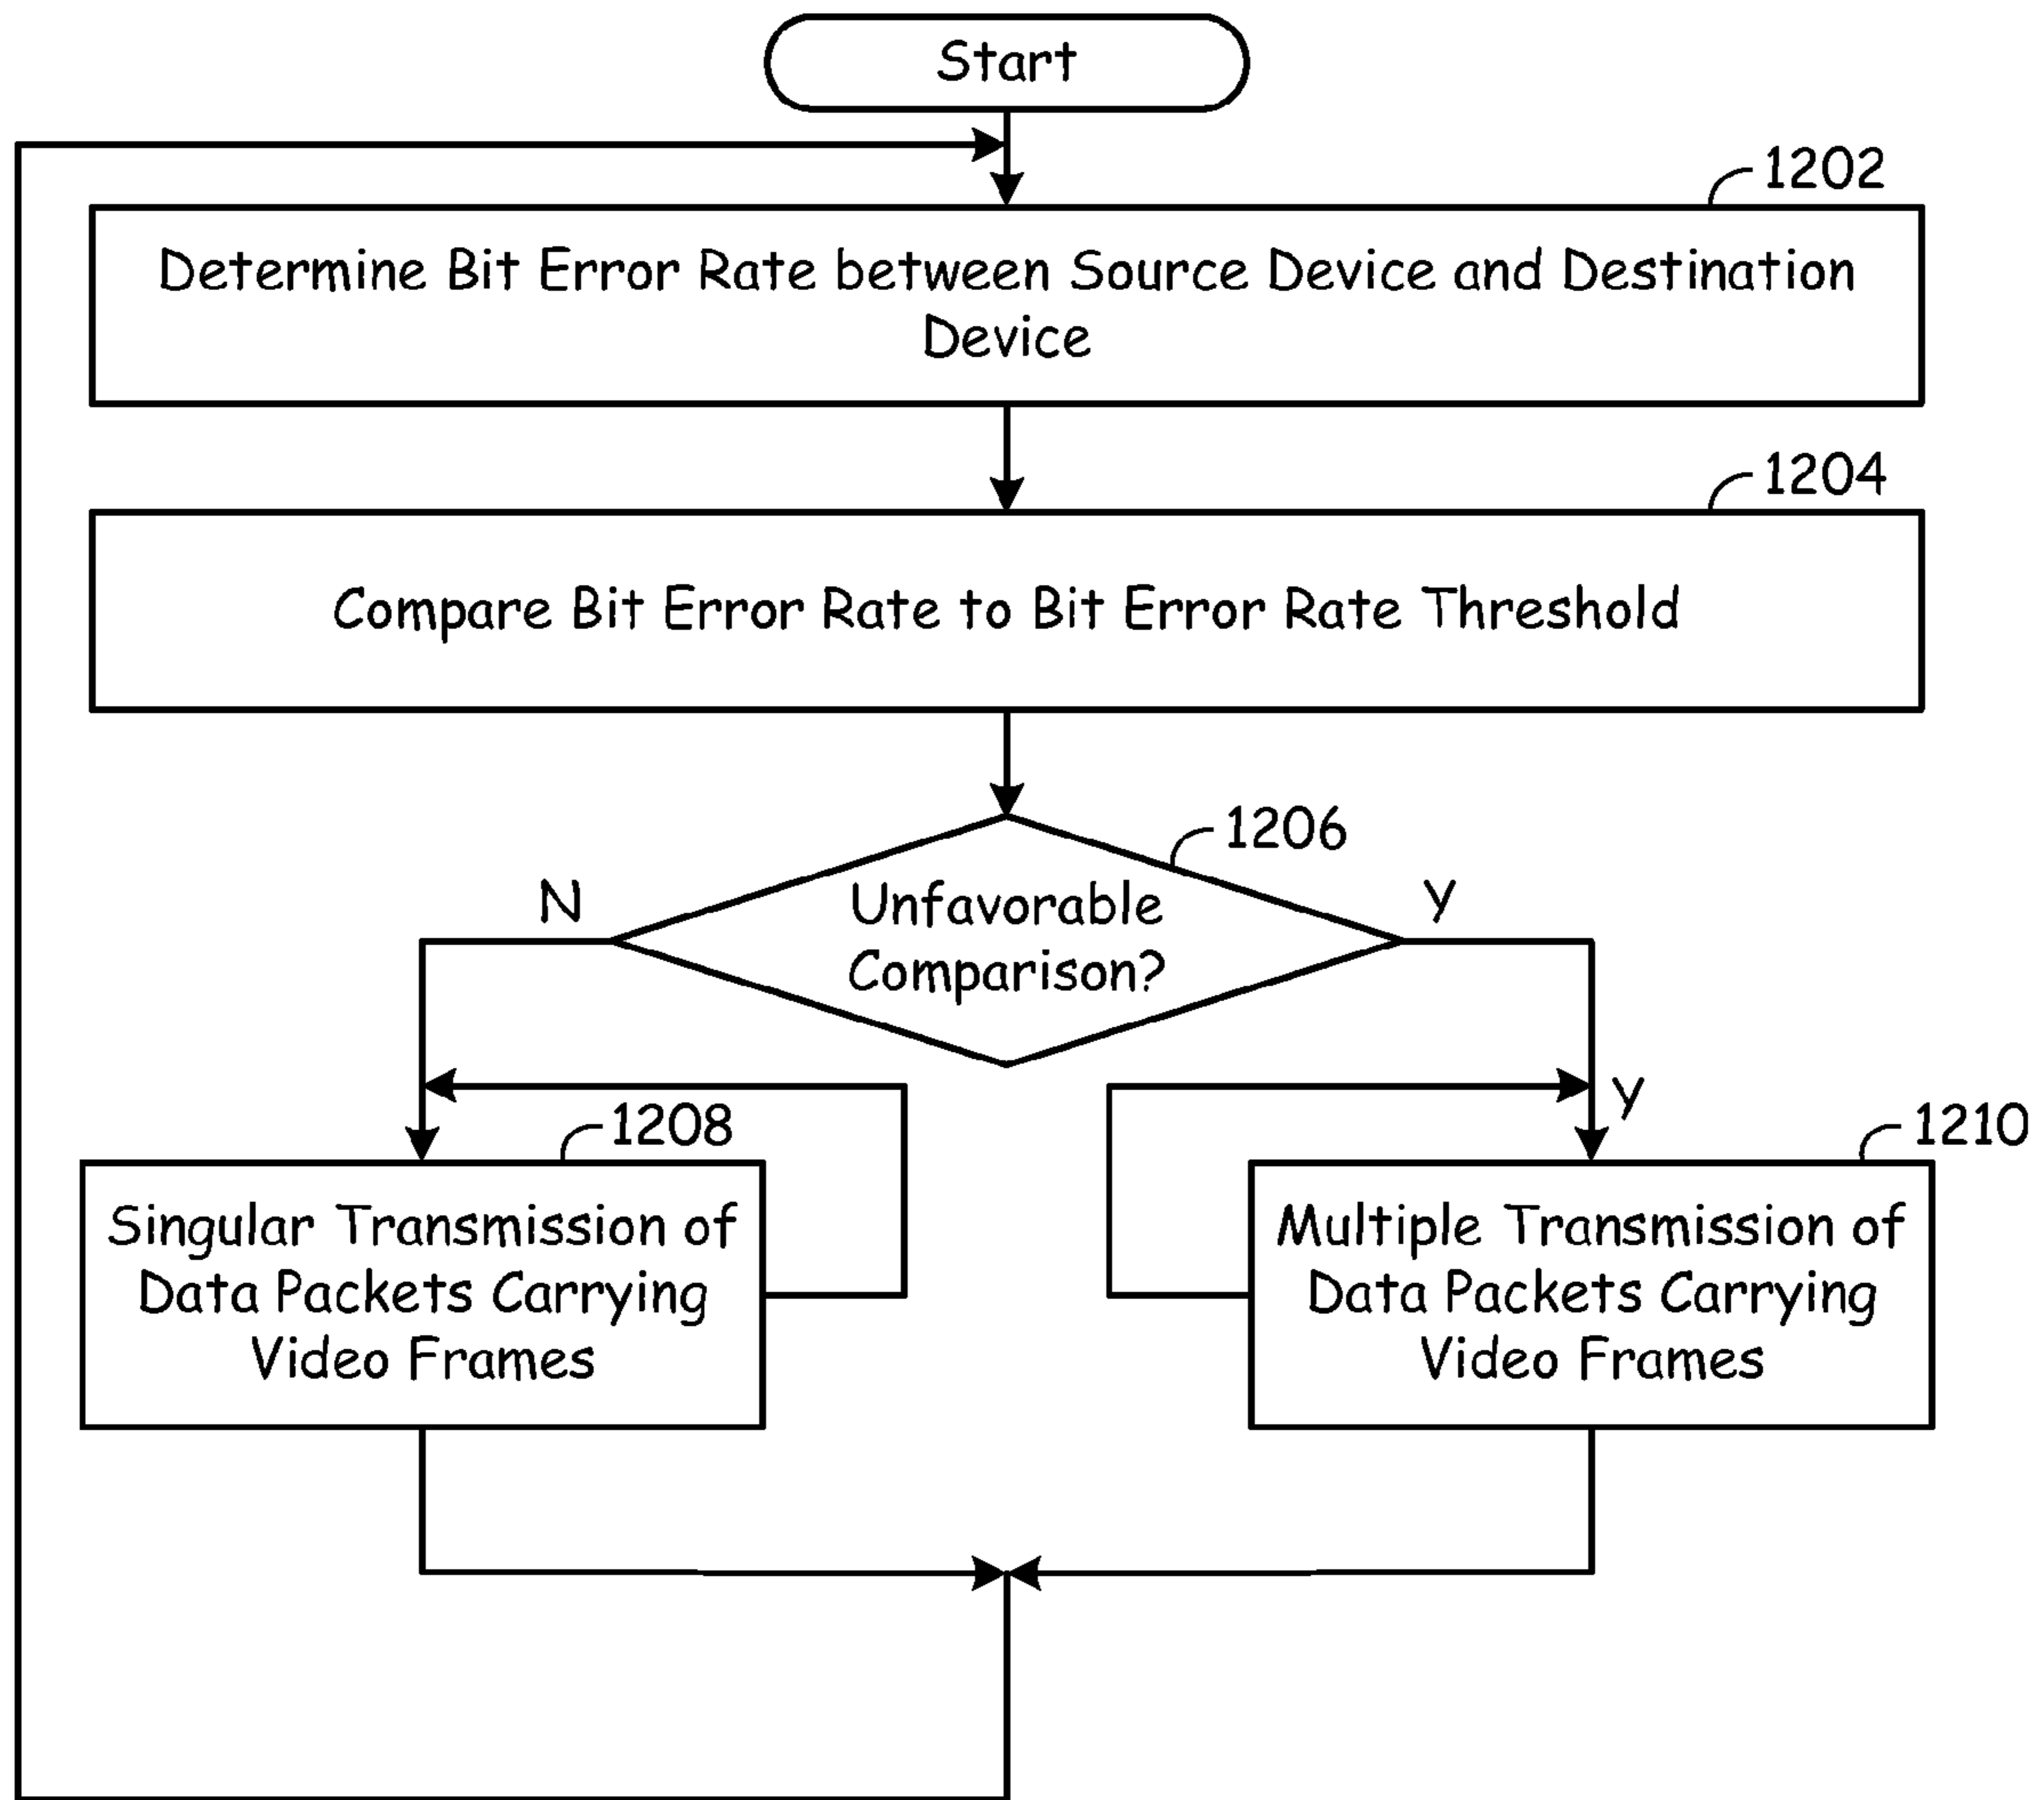 Start
1202
Determine Bit Error Rate between Source Device and Destination
Device
1204
Compare Bit Error Rate to Bit Error Rate Threshold
1206
N
Unfavorable
Comparison?
Y
Y
1208
1210
Singular Transmission of
Data Packets Carrying
Video Frames
Multiple Transmission of
Data Packets Carrying
Video Frames